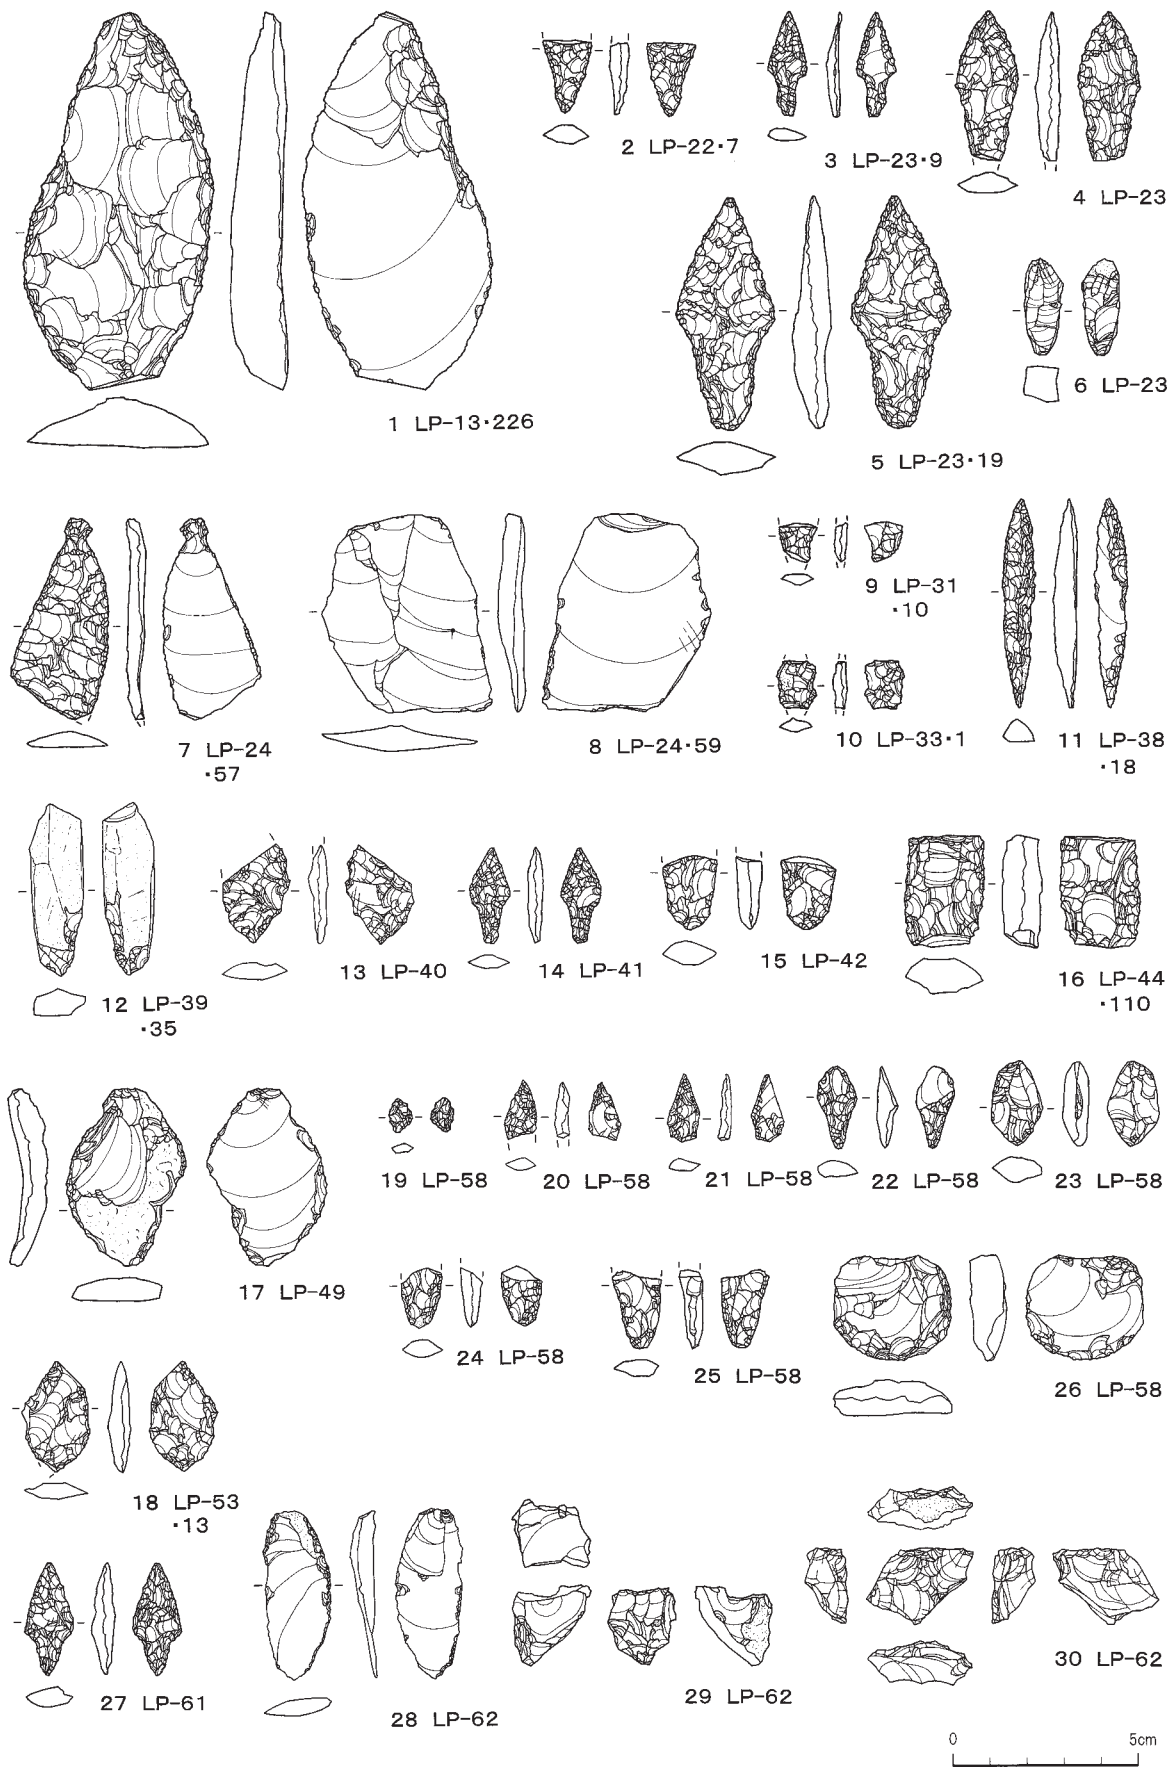 2 LP-22・7
3 LP-23・9
4 LP-23
1 LP-13・226
5 LP-23・19
6 LP-23
7 LP-24
・57
8 LP-24・59
9 LP-31
・10
10 LP-33・1
11 LP-38
・18
12 LP-39
・35
13 LP-40
14 LP-41
15 LP-42
16 LP-44
・110
17 LP-49
19 LP-58
20 LP-58
21 LP-58
22 LP-58
23 LP-58
24 LP-58
25 LP-58
26 LP-58
18 LP-53
・13
27 LP-61
28 LP-62
29 LP-62
30 LP-62
0 5cm